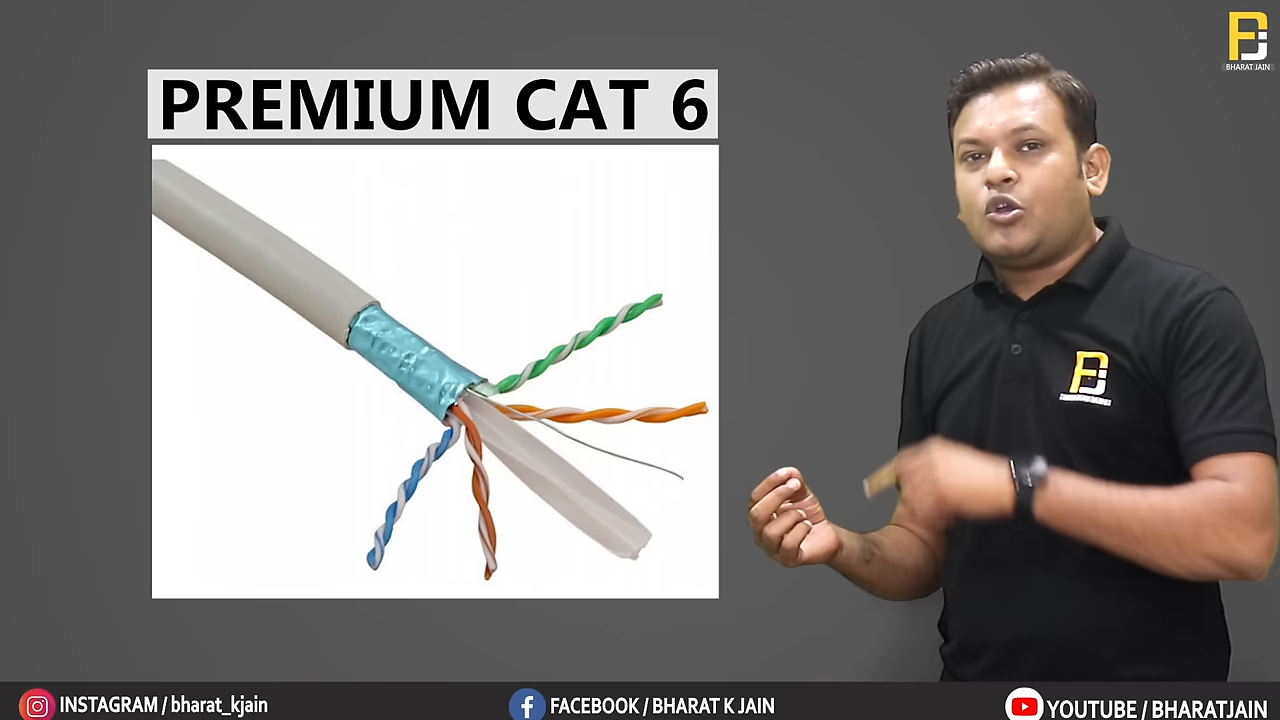 PREMIUM CAT 6
BHARAT JAIN
INSTAGRAM / bharat_kjain
FACEBOOK / BHARAT K JAIN
YOUTUBE / BHARATJAIN